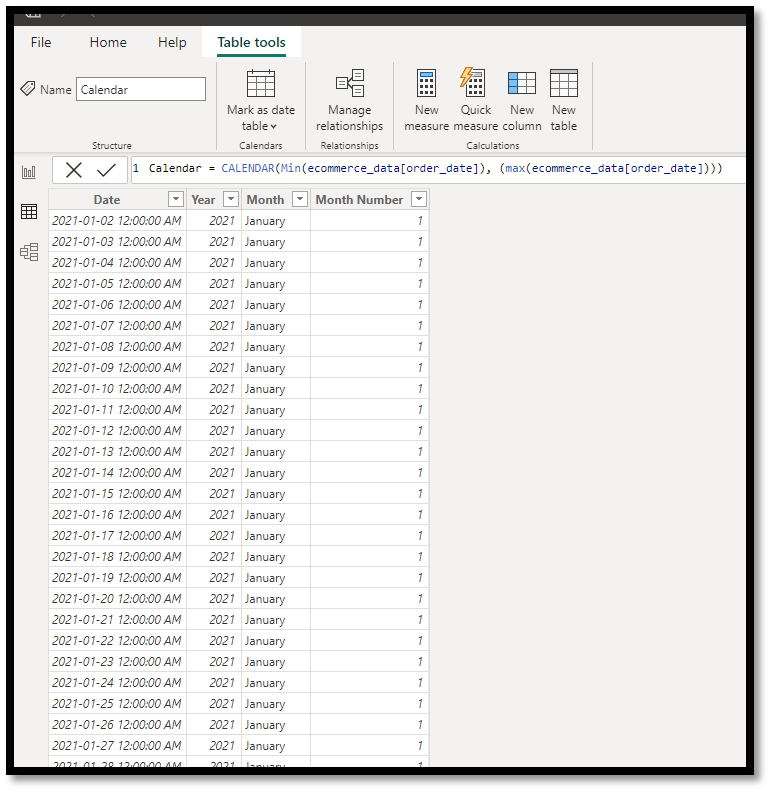 File Home Help Table tools
Name Calendar
Mark as date table
Manage relationships
New measure
Quick measure
New column
New table
Structure Calendars Relationships Calculations
1 Calendar = CALENDAR(Min(ecommerce_data[order_date]), (max(ecommerce_data[order_date])))
Date Year Month Month Number
2021-01-02 12:00:00 AM 2021 January 1
2021-01-03 12:00:00 AM 2021 January 1
2021-01-04 12:00:00 AM 2021 January 1
2021-01-05 12:00:00 AM 2021 January 1
2021-01-06 12:00:00 AM 2021 January 1
2021-01-07 12:00:00 AM 2021 January 1
2021-01-08 12:00:00 AM 2021 January 1
2021-01-09 12:00:00 AM 2021 January 1
2021-01-10 12:00:00 AM 2021 January 1
2021-01-11 12:00:00 AM 2021 January 1
2021-01-12 12:00:00 AM 2021 January 1
2021-01-13 12:00:00 AM 2021 January 1
2021-01-14 12:00:00 AM 2021 January 1
2021-01-15 12:00:00 AM 2021 January 1
2021-01-16 12:00:00 AM 2021 January 1
2021-01-17 12:00:00 AM 2021 January 1
2021-01-18 12:00:00 AM 2021 January 1
2021-01-19 12:00:00 AM 2021 January 1
2021-01-20 12:00:00 AM 2021 January 1
2021-01-21 12:00:00 AM 2021 January 1
2021-01-22 12:00:00 AM 2021 January 1
2021-01-23 12:00:00 AM 2021 January 1
2021-01-24 12:00:00 AM 2021 January 1
2021-01-25 12:00:00 AM 2021 January 1
2021-01-26 12:00:00 AM 2021 January 1
2021-01-27 12:00:00 AM 2021 January 1
2021-01-28 12:00:00 AM 2021 January 1